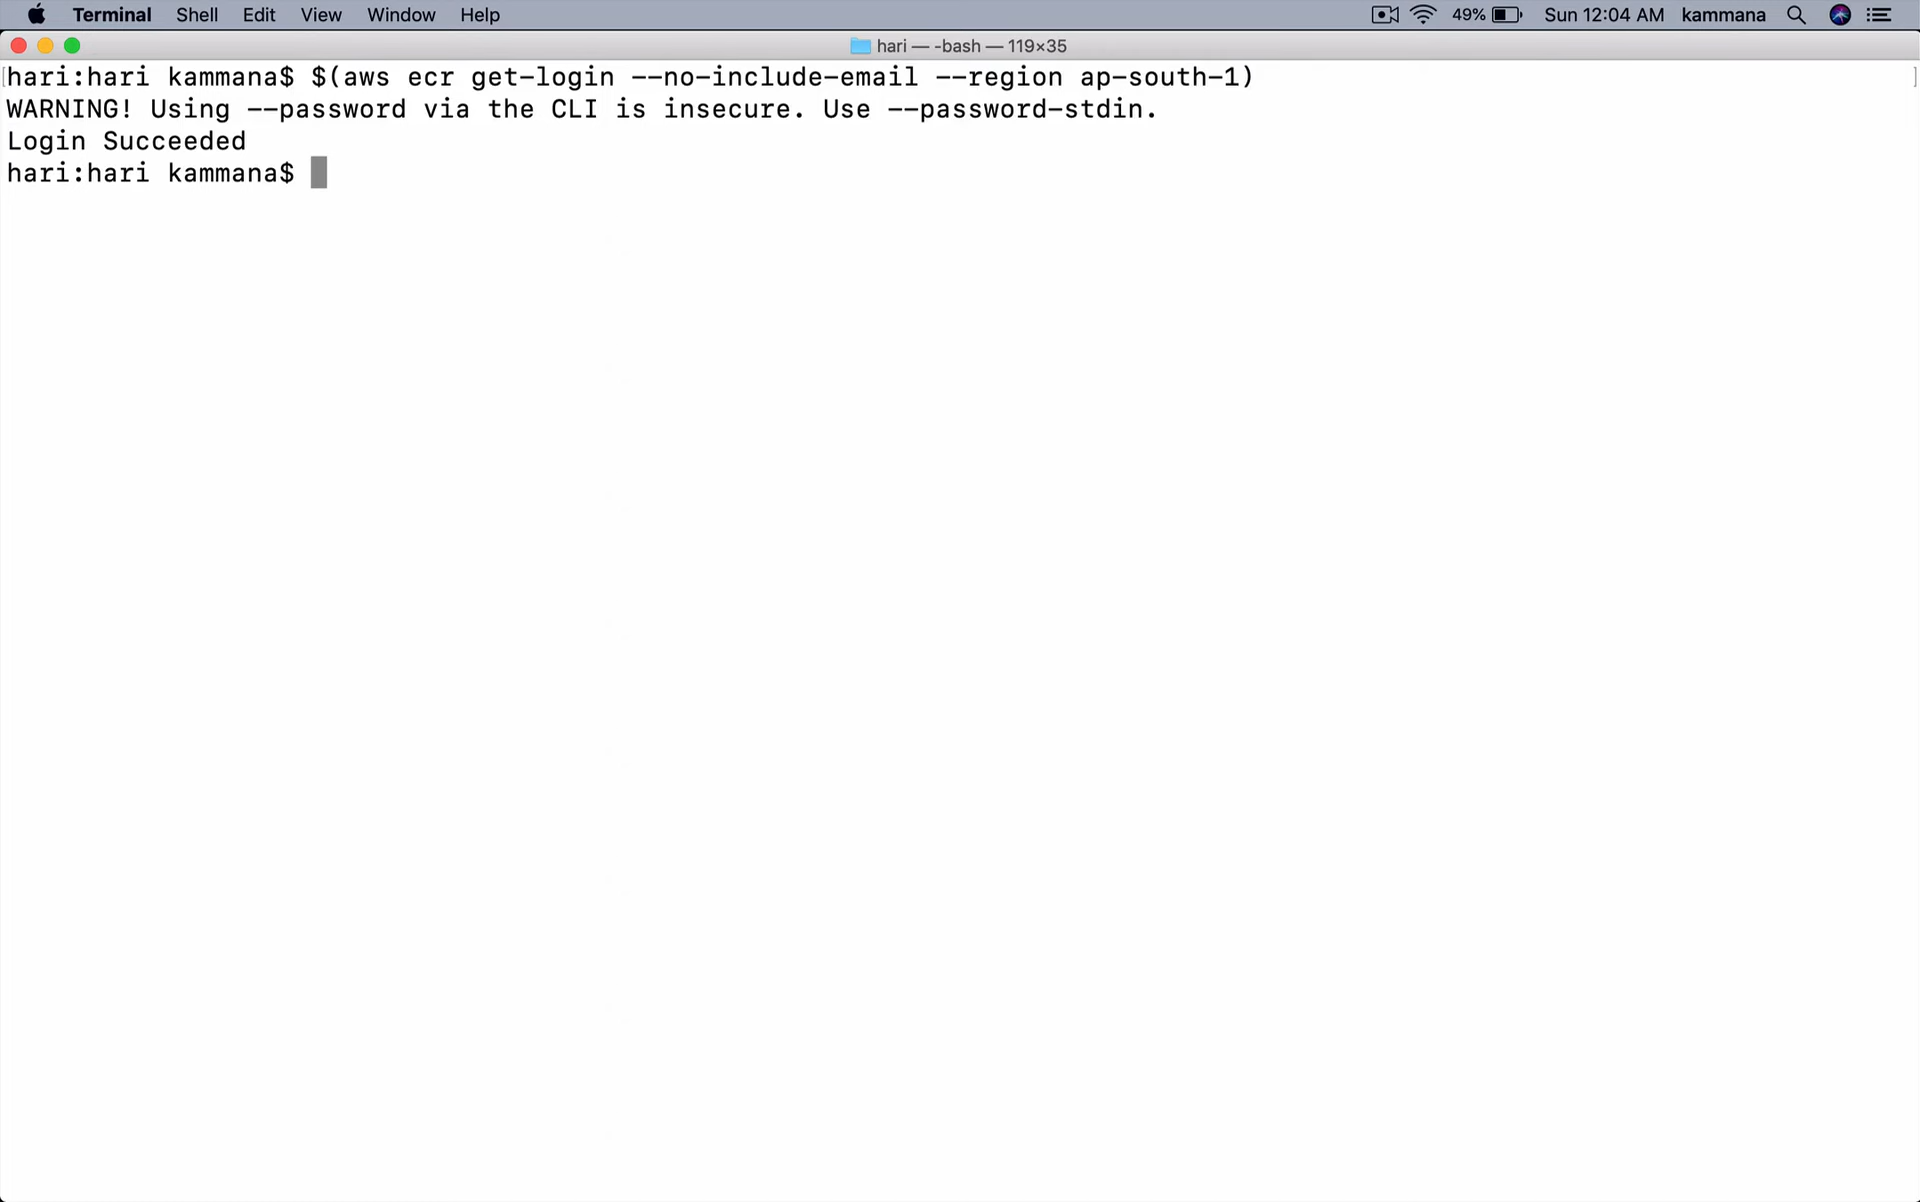 Terminal Shell Edit View Window Help 49% Sun 12:04 AM kammana
hari — -bash — 119×35
hari:hari kammana$ $(aws ecr get-login --no-include-email --region ap-south-1)
WARNING! Using --password via the CLI is insecure. Use --password-stdin.
Login Succeeded
hari:hari kammana$